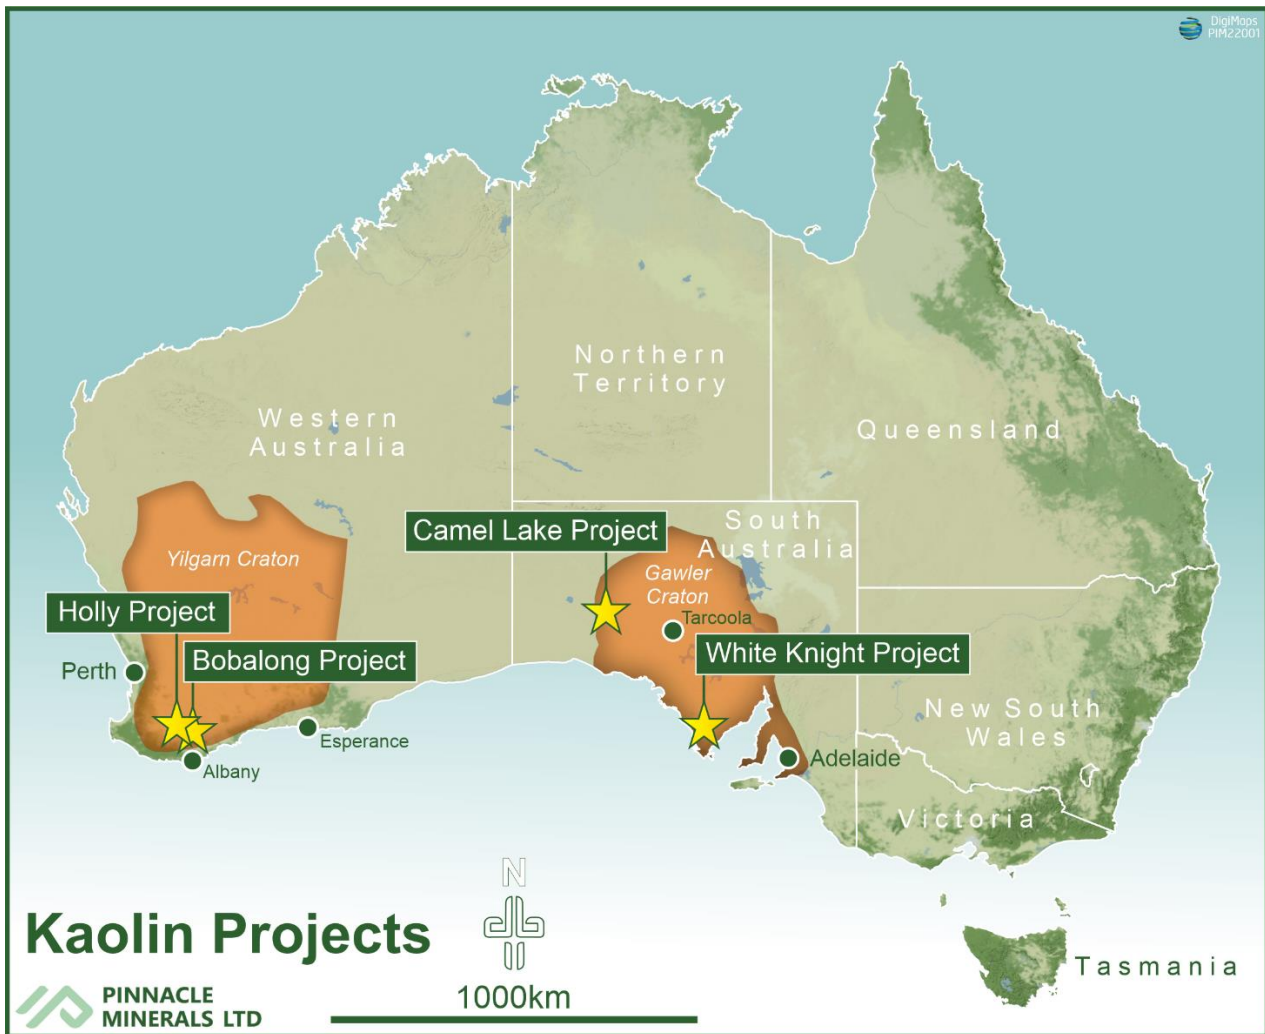 DigiMaps
PIM22001
Northern
Territory
Western
Australia
Queensland
Camel Lake Project
South
Australia
Yilgarn Craton
Gawler
Craton
Holly Project
Tarcoola
Bobalong Project
White Knight Project
Perth
New South
Wales
Esperance
Adelaide
Albany
Victoria
N
Kaolin Projects
Tasmania
PINNACLE
MINERALS LTD
1000km